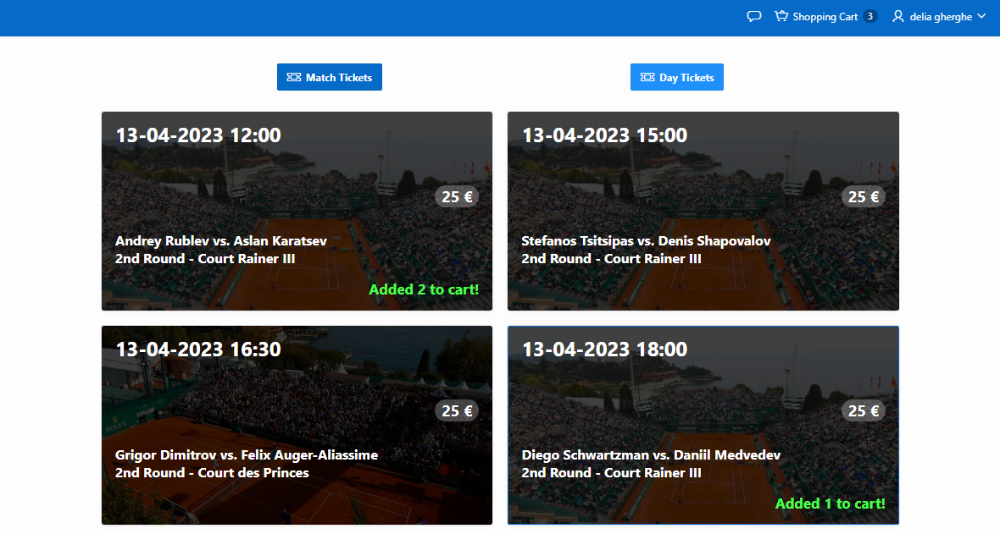 Shopping Cart 3 delia gherghe
Match Tickets
Day Tickets
13-04-2023 12:00
25 €
Andrey Rublev vs. Aslan Karatsev
2nd Round - Court Rainer III
Added 2 to cart!
13-04-2023 15:00
25 €
Stefanos Tsitsipas vs. Denis Shapovalov
2nd Round - Court Rainer III
13-04-2023 16:30
ROLEX
25 €
Grigor Dimitrov vs. Felix Auger-Aliassime
2nd Round - Court des Princes
13-04-2023 18:00
25 €
Diego Schwartzman vs. Daniil Medvedev
2nd Round - Court Rainer III
Added 1 to cart!